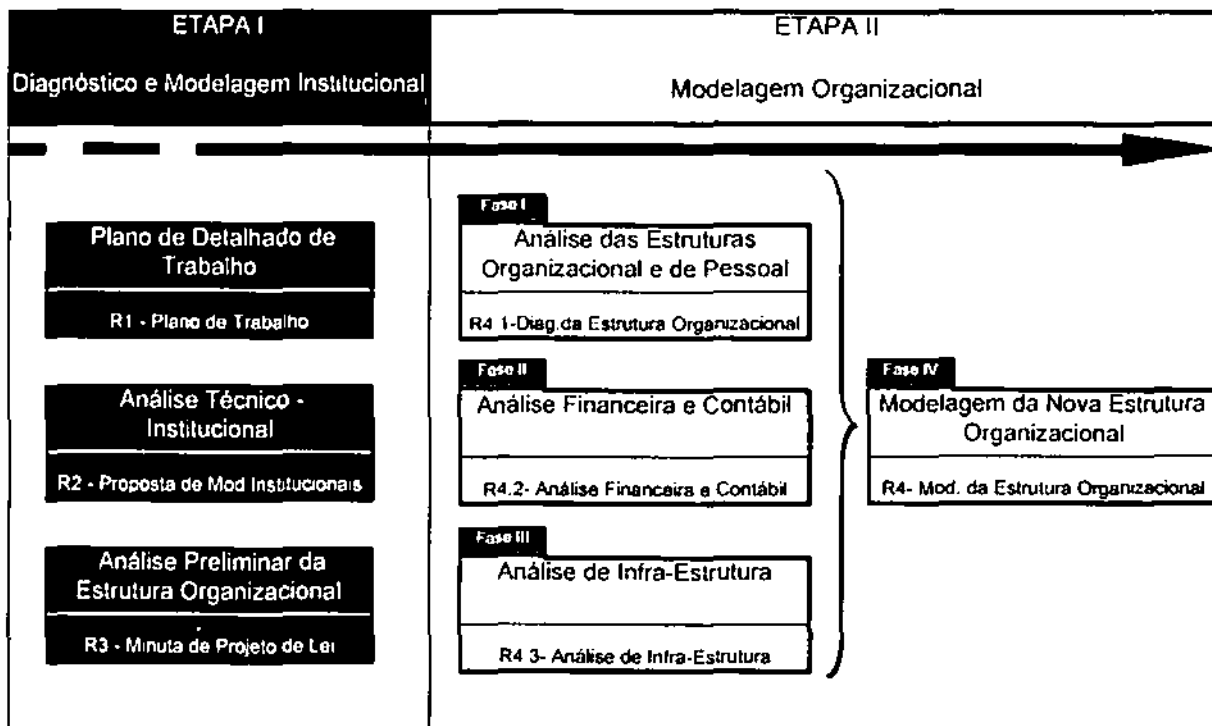 ETAPA I
Diagnóstico e Modelagem Institucional
ETAPA II
Modelagem Organizacional
Plano de Detalhado de
Trabalho
R1 - Plano de Trabalho
Análise Técnico -
Institucional
R2 - Proposta de Mod Institucionais
Análise Preliminar da
Estrutura Organizacional
R3 - Minuta de Projeto de Lei
Fase I
Análise das Estruturas
Organizacional e de Pessoal
R4 1-Diag.da Estrutura Organizacional
Fase II
Análise Financeira e Contábil
R4.2- Análise Financeira e Contábil
Fase III
Análise de Infra-Estrutura
R4 3- Análise de Infra-Estrutura
Fase IV
Modelagem da Nova Estrutura
Organizacional
R4- Mod. da Estrutura Organizacional